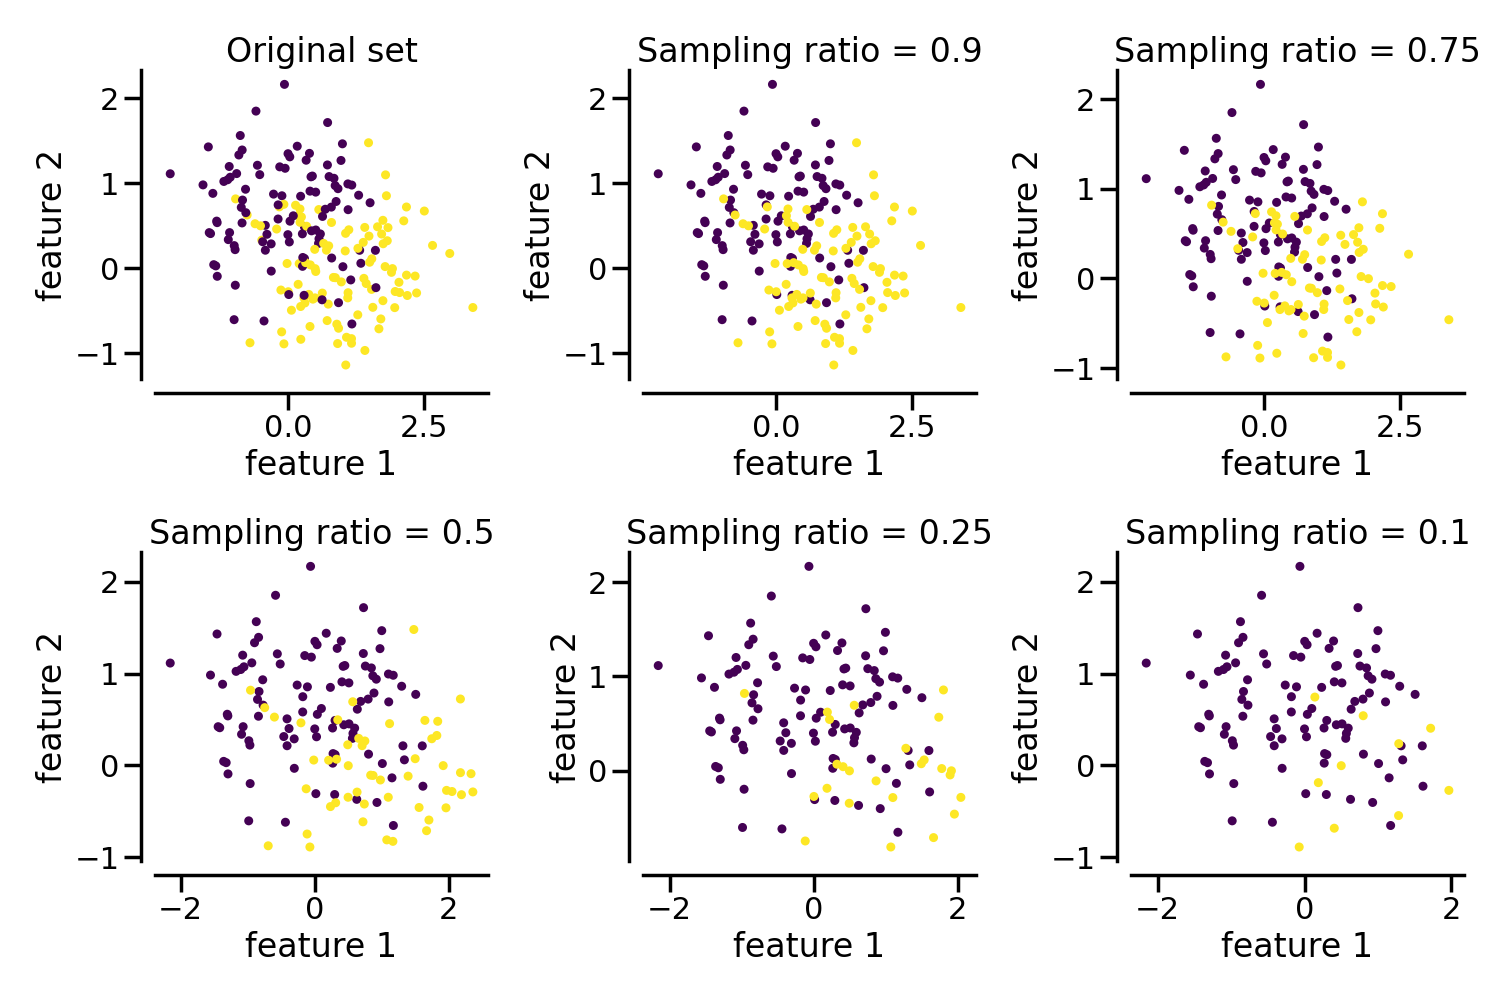 Original set
Sampling ratio = 0.9
Sampling ratio = 0.75
feature 2
2
1
0
−1
0.0
2.5
feature 1
feature 2
2
1
0
−1
0.0
2.5
feature 1
feature 2
2
1
0
−1
0.0
2.5
feature 1
Sampling ratio = 0.5
Sampling ratio = 0.25
Sampling ratio = 0.1
feature 2
2
1
0
−1
−2
0
2
feature 1
feature 2
2
1
0
−2
0
2
feature 1
feature 2
2
1
0
−1
−2
0
2
feature 1